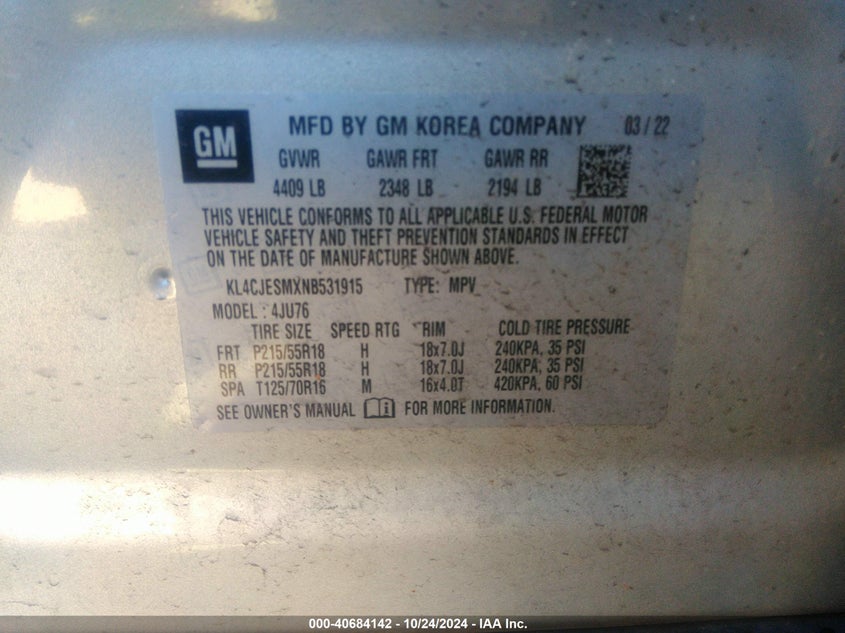 GM MFD BY GM KOREA COMPANY 03/22
GVWR GAWR FRT GAWR RR
4409 LB 2348 LB 2194 LB
THIS VEHICLE CONFORMS TO ALL APPLICABLE U.S. FEDERAL MOTOR
VEHICLE SAFETY AND THEFT PREVENTION STANDARDS IN EFFECT
ON THE DATE OF MANUFACTURE SHOWN ABOVE.
KL4CJESMXNB531915 TYPE: MPV
MODEL : 4JU76
TIRE SIZE SPEED RTG RIM COLD TIRE PRESSURE
FRT P215/55R18 H 18x7.0J 240KPA, 35 PSI
RR P215/55R18 H 18x7.0J 240KPA, 35 PSI
SPA T125/70R16 M 16x4.0T 420KPA, 60 PSI
SEE OWNER'S MANUAL i FOR MORE INFORMATION.
000-40684142 - 10/24/2024 - IAA Inc.